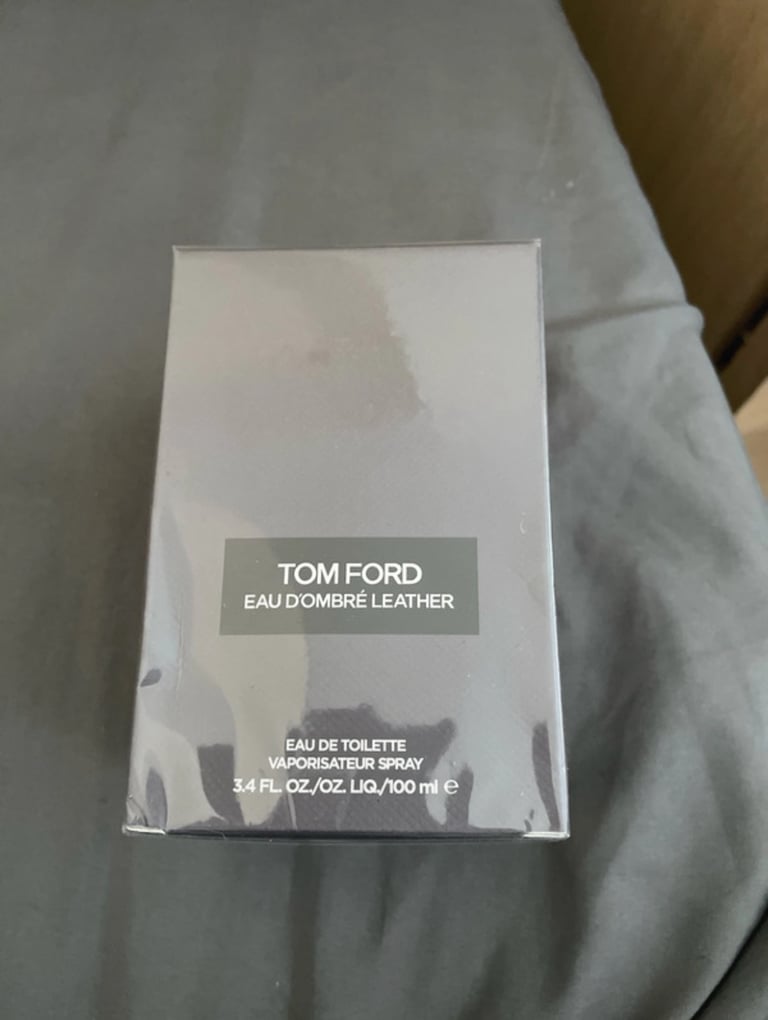 TOM FORD
EAU D'OMBRÉ LEATHER
EAU DE TOILETTE
VAPORISATEUR SPRAY
3.4 FL. OZ./OZ. LIQ./100 ml ℮